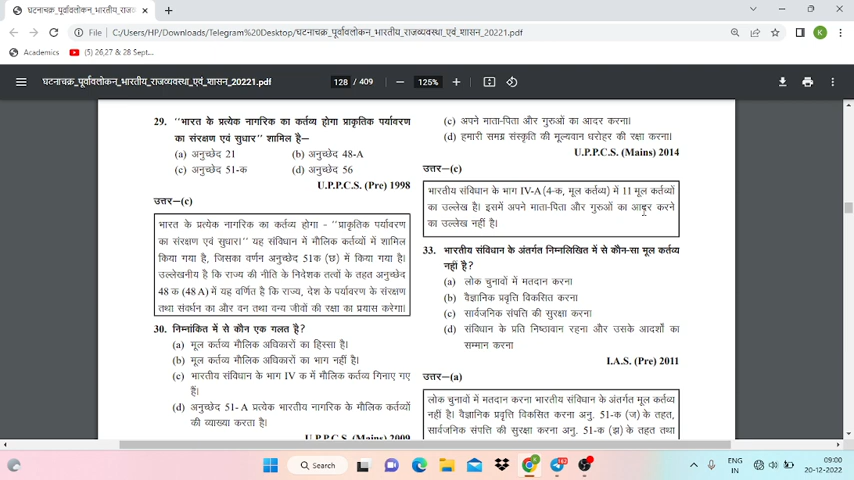 घटनाचक्र_पूर्वावलोकन_भारतीय_राजव्य
File
C:/Users/HP/Downloads/Telegram%20Desktop/घटनाचक्र_पूर्वावलोकन_भारतीय_राजव्यवस्था_एवं_शासन_20221.pdf
K
Academics
(5) 26,27 & 28 Sept...
घटनाचक्र_पूर्वावलोकन_भारतीय_राजव्यवस्था_एवं_शासन_20221.pdf
128 / 409
125%
29. "भारत के प्रत्येक नागरिक का कर्तव्य होगा प्राकृतिक पर्यावरण
का संरक्षण एवं सुधार" शामिल है–
(a) अनुच्छेद 21 (b) अनुच्छेद 48-A
(c) अनुच्छेद 51-क (d) अनुच्छेद 56
U.P.P.C.S. (Pre) 1998
उत्तर-(c)
भारत के प्रत्येक नागरिक का कर्तव्य होगा - "प्राकृतिक पर्यावरण
का संरक्षण एवं सुधार।" यह संविधान में मौलिक कर्तव्यों में शामिल
किया गया है, जिसका वर्णन अनुच्छेद 51क (छ) में किया गया है।
उल्लेखनीय है कि राज्य की नीति के निदेशक तत्वों के तहत अनुच्छेद
48 क (48 A) में यह वर्णित है कि राज्य, देश के पर्यावरण के संरक्षण
तथा संवर्धन का और वन तथा वन्य जीवों की रक्षा का प्रयास करेगा।
30. निम्नांकित में से कौन एक गलत है?
(a) मूल कर्तव्य मौलिक अधिकारों का हिस्सा है।
(b) मूल कर्तव्य मौलिक अधिकारों का भाग नहीं है।
(c) भारतीय संविधान के भाग IV क में मौलिक कर्तव्य गिनाए गए
हैं।
(d) अनुच्छेद 51- A प्रत्येक भारतीय नागरिक के मौलिक कर्तव्यों
की व्याख्या करता है।
U.P.P.C.S. (Mains) 2009
(c) अपने माता-पिता और गुरुओं का आदर करना।
(d) हमारी समग्र संस्कृति की मूल्यवान धरोहर की रक्षा करना।
U.P.P.C.S. (Mains) 2014
उत्तर-(c)
भारतीय संविधान के भाग IV-A (4-क, मूल कर्तव्य) में 11 मूल कर्तव्यों
का उल्लेख है। इसमें अपने माता-पिता और गुरुओं का आदर करने
का उल्लेख नहीं है।
33. भारतीय संविधान के अंतर्गत निम्नलिखित में से कौन-सा मूल कर्तव्य
नहीं है?
(a) लोक चुनावों में मतदान करना
(b) वैज्ञानिक प्रवृत्ति विकसित करना
(c) सार्वजनिक संपत्ति की सुरक्षा करना
(d) संविधान के प्रति निष्ठावान रहना और उसके आदर्शों का
सम्मान करना
I.A.S. (Pre) 2011
उत्तर-(a)
लोक चुनावों में मतदान करना भारतीय संविधान के अंतर्गत मूल कर्तव्य
नहीं है। वैज्ञानिक प्रवृत्ति विकसित करना अनु. 51-क (ज) के तहत,
सार्वजनिक संपत्ति की सुरक्षा करना अनु. 51-क (झ) के तहत तथा
Search
ENG
IN
09:00
20-12-2022